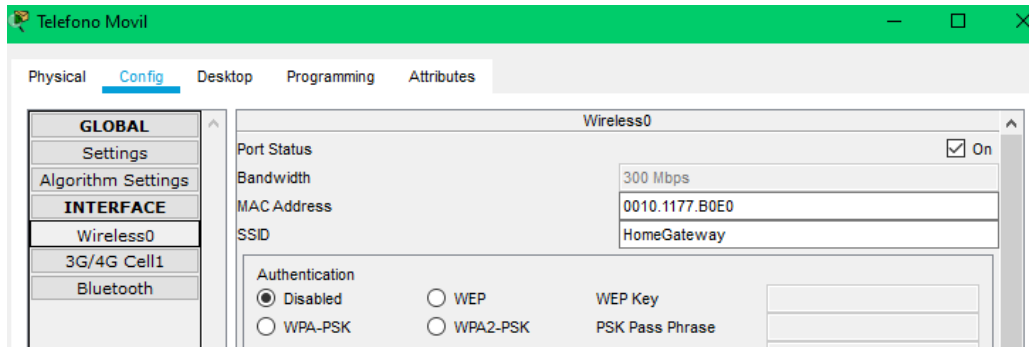 Telefono Movil
Physical Config Desktop Programming Attributes
GLOBAL
Settings
Algorithm Settings
INTERFACE
Wireless0
3G/4G Cell1
Bluetooth
Wireless0
Port Status On
Bandwidth 300 Mbps
MAC Address 0010.1177.B0E0
SSID HomeGateway
Authentication
Disabled WEP WEP Key
WPA-PSK WPA2-PSK PSK Pass Phrase